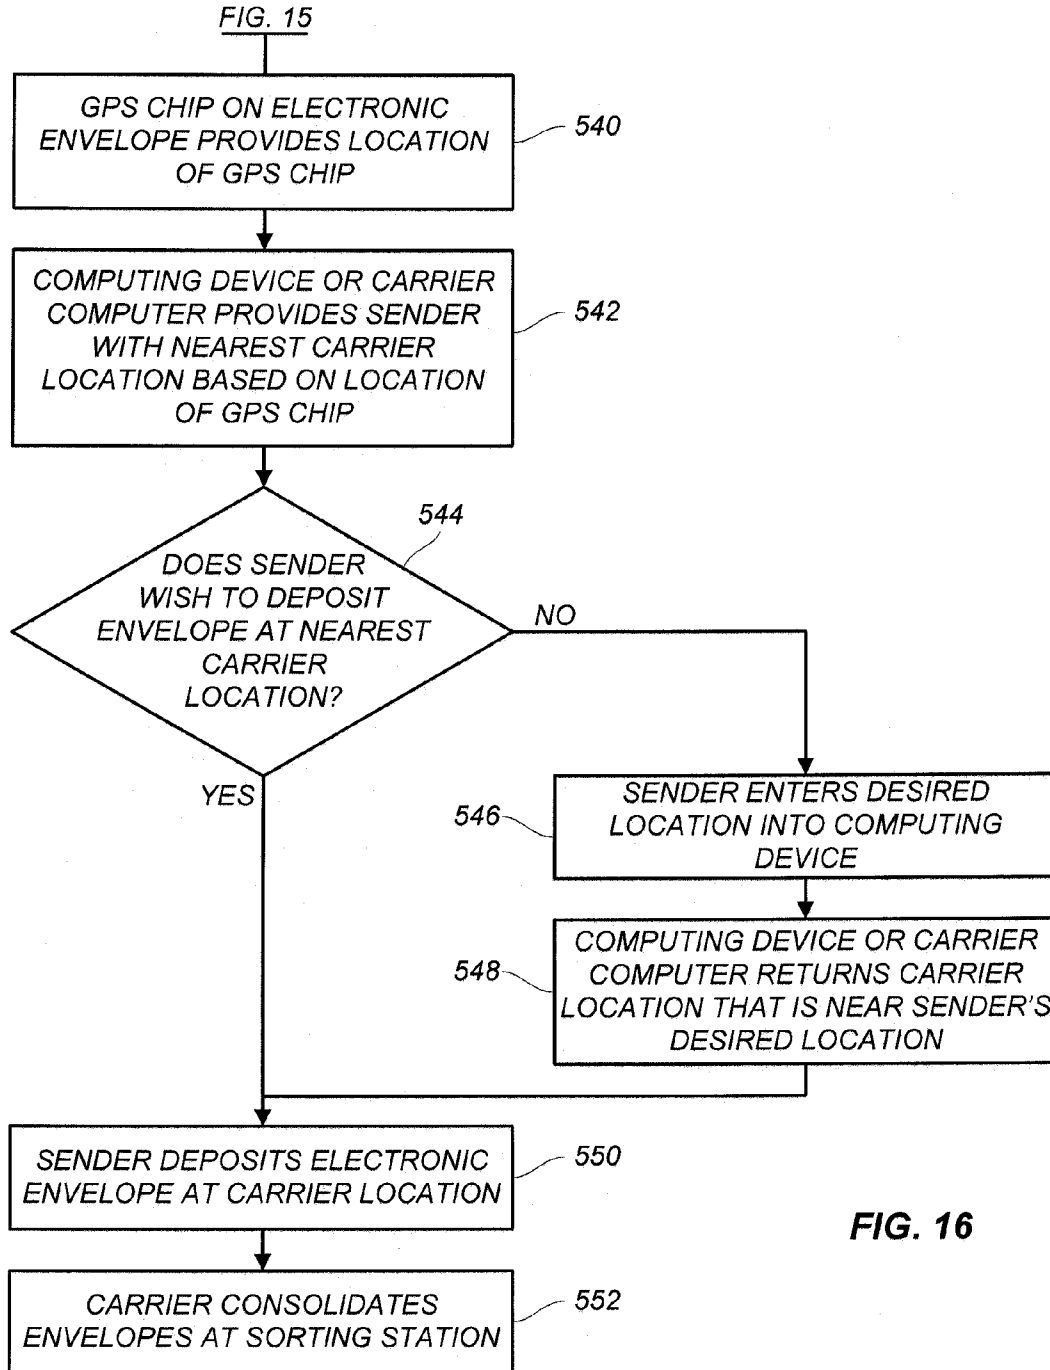 FIG. 15
GPS CHIP ON ELECTRONIC
ENVELOPE PROVIDES LOCATION
OF GPS CHIP
540
COMPUTING DEVICE OR CARRIER
COMPUTER PROVIDES SENDER
WITH NEAREST CARRIER
LOCATION BASED ON LOCATION
OF GPS CHIP
542
544
DOES SENDER
WISH TO DEPOSIT
ENVELOPE AT NEAREST
CARRIER
LOCATION?
NO
YES
546
SENDER ENTERS DESIRED
LOCATION INTO COMPUTING
DEVICE
548
COMPUTING DEVICE OR CARRIER
COMPUTER RETURNS CARRIER
LOCATION THAT IS NEAR SENDER'S
DESIRED LOCATION
SENDER DEPOSITS ELECTRONIC
ENVELOPE AT CARRIER LOCATION
550
FIG. 16
CARRIER CONSOLIDATES
ENVELOPES AT SORTING STATION
552